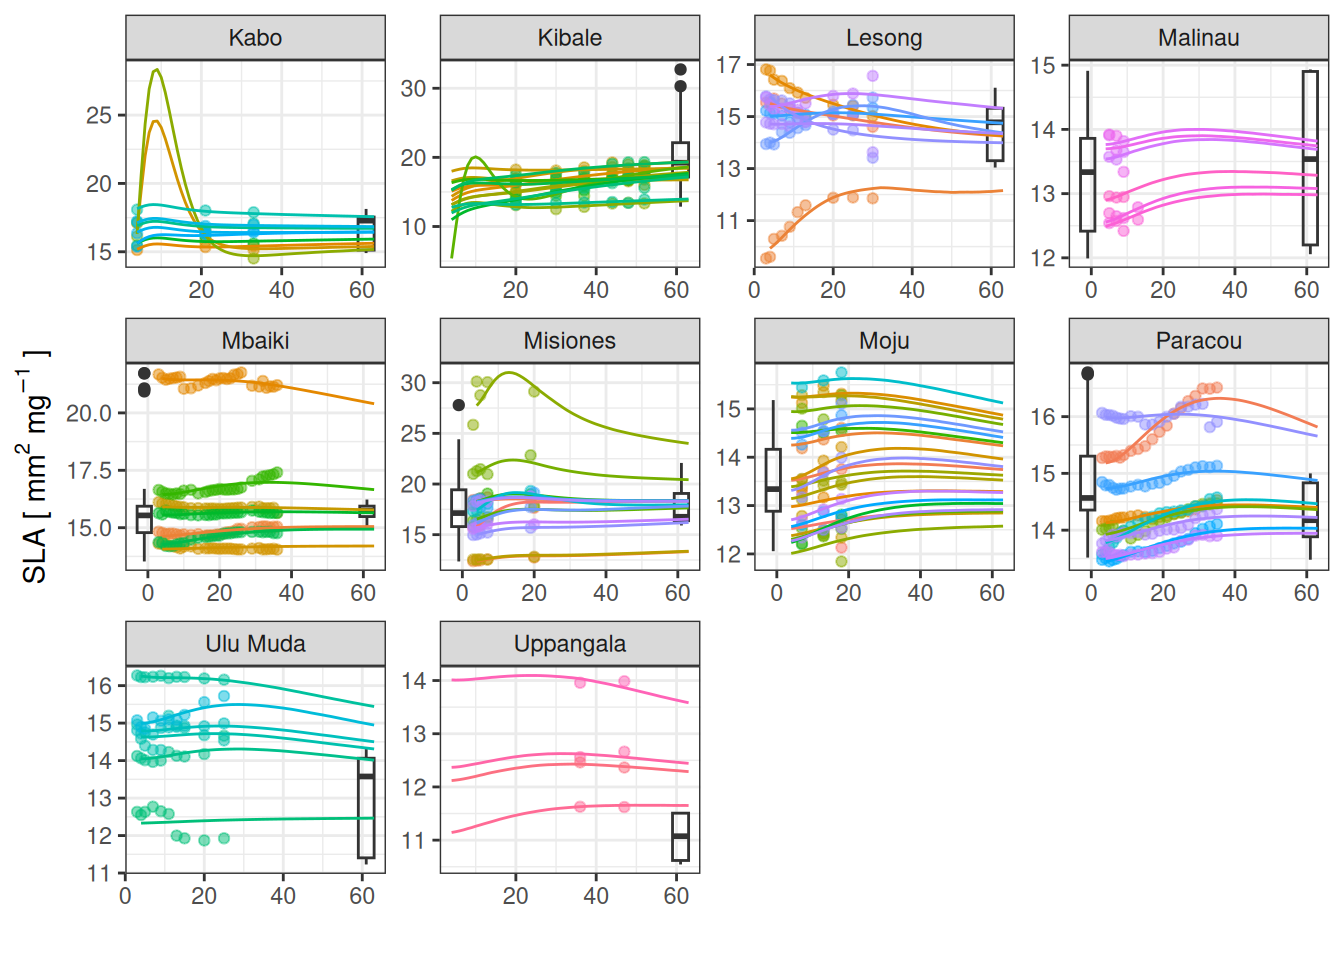 Kabo Kibale Lesong Malinau
25 20 15
30 20 10
17 15 13 11
15 14 13 12
20 40 60
20 40 60
0 20 40 60
0 20 40 60
Mbaiki Misiones Moju Paracou
20.0 17.5 15.0
30 25 20 15
15 14 13 12
16 15 14
0 20 40 60
0 20 40 60
0 20 40 60
0 20 40 60
Ulu Muda Uppangala
16 15 14 13 12 11
14 13 12 11
0 20 40 60
20 40 60
SLA [ mm² mg⁻¹ ]